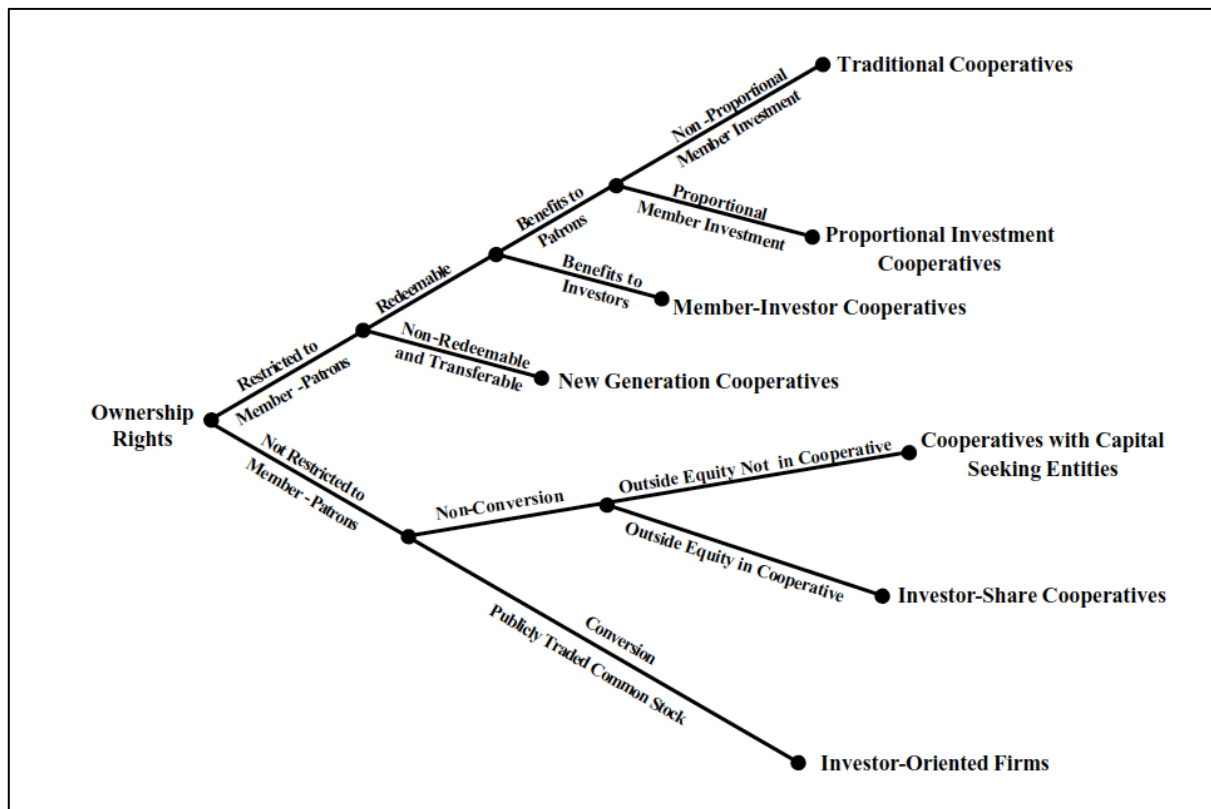 Traditional Cooperatives
Non -Proportional
Member Investment
Proportional
Member Investment
Proportional Investment
Cooperatives
Benefits to
Patrons
Benefits to
Investors
Member-Investor Cooperatives
Redeemable
Non-Redeemable
and Transferable
New Generation Cooperatives
Restricted to
Member -Patrons
Ownership
Rights
Not Restricted to
Member -Patrons
Non-Conversion
Outside Equity Not in Cooperative
Cooperatives with Capital
Seeking Entities
Outside Equity in Cooperative
Investor-Share Cooperatives
Conversion
Publicly Traded Common Stock
Investor-Oriented Firms